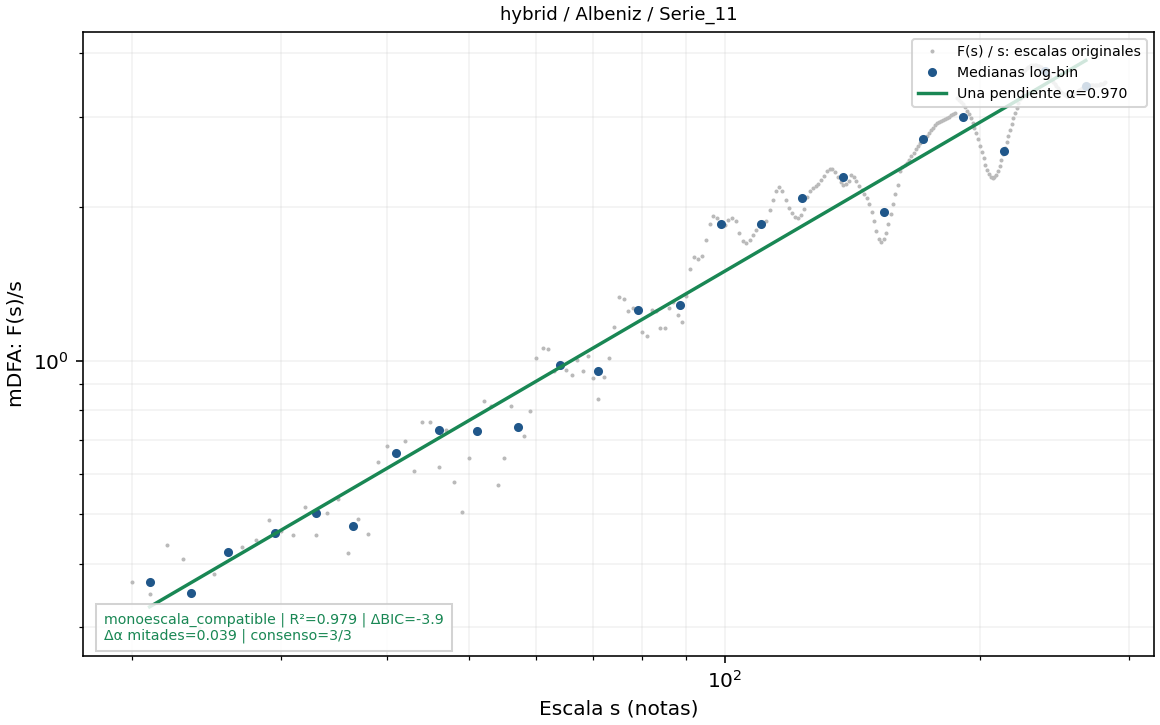 hybrid / Albeniz / Serie_11
F(s) / s: escalas originales
Medianas log-bin
Una pendiente α=0.970
mDFA: F(s)/s
10⁰
monoescala_compatible | R²=0.979 | ΔBIC=-3.9
Δα mitades=0.039 | consenso=3/3
10²
Escala s (notas)